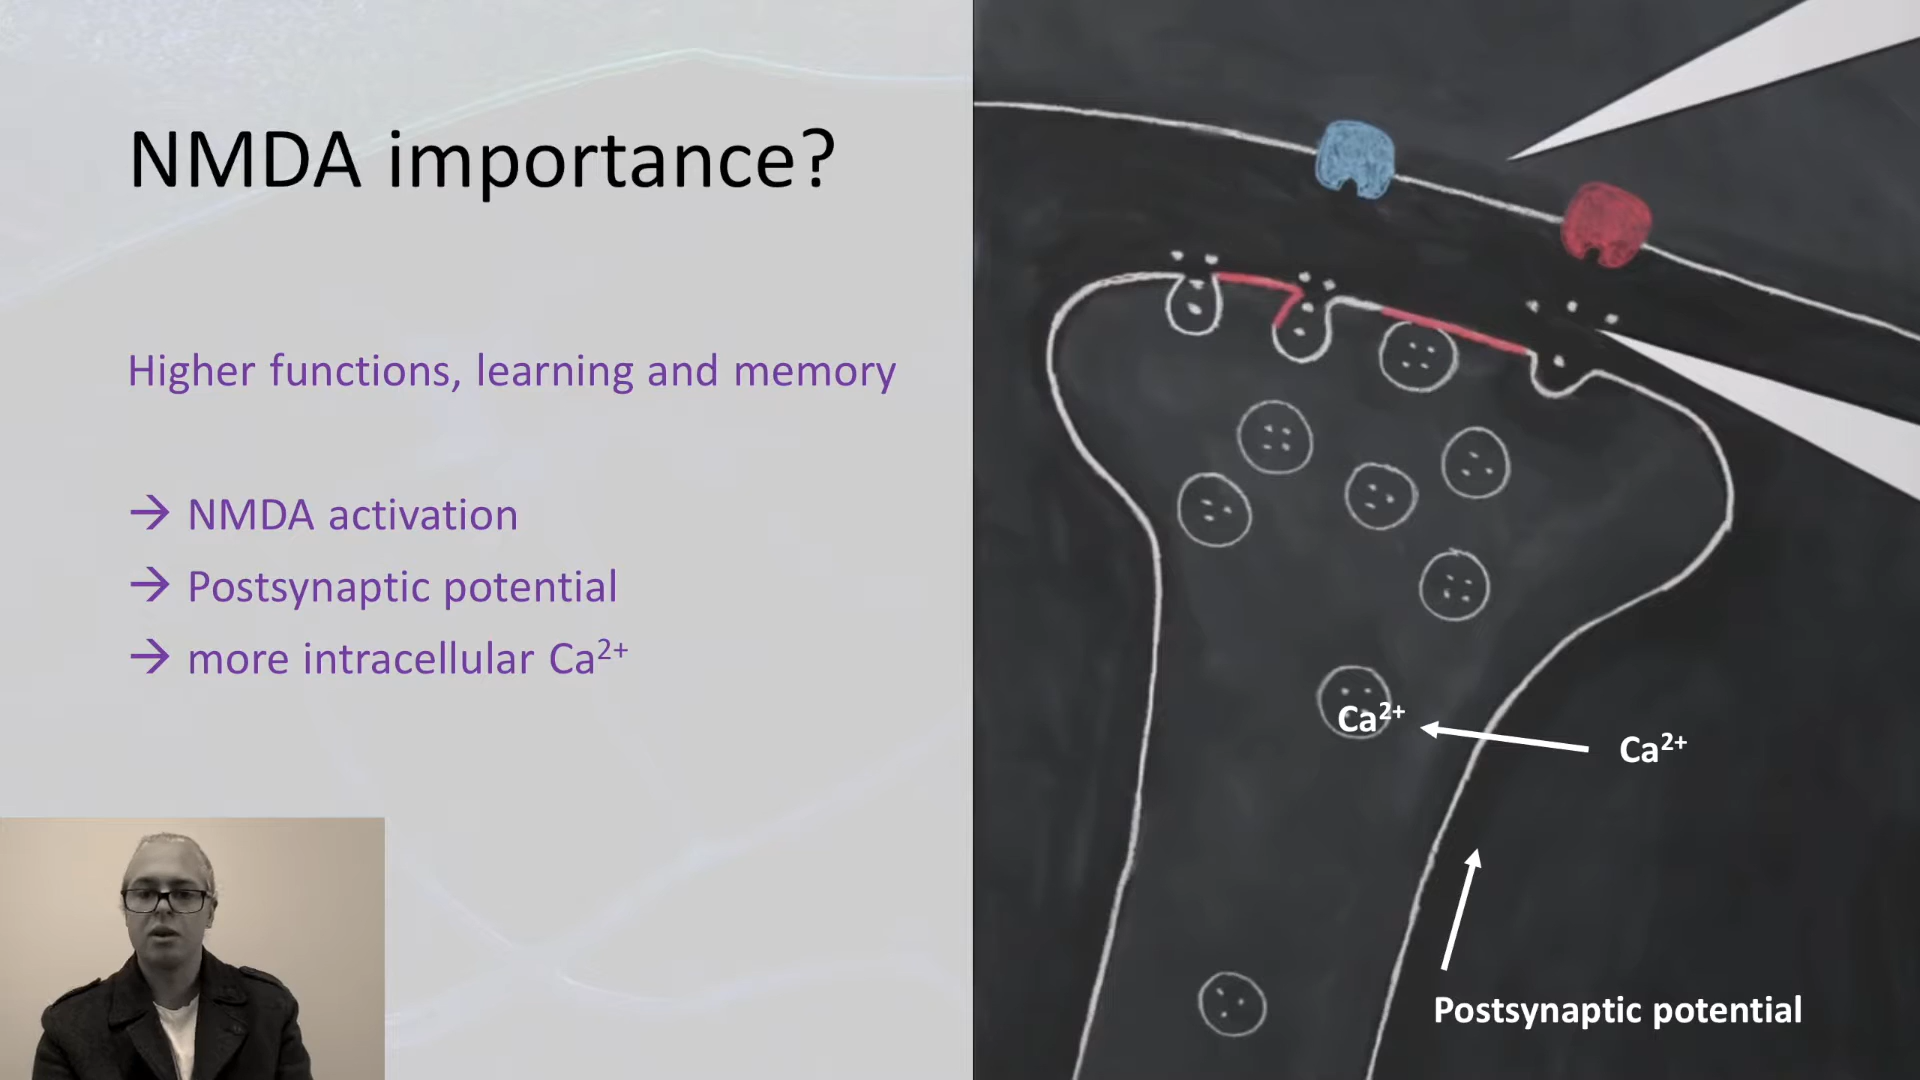 NMDA importance?
Higher functions, learning and memory
→ NMDA activation
→ Postsynaptic potential
→ more intracellular Ca²⁺
Ca²⁺
Ca²⁺
Postsynaptic potential